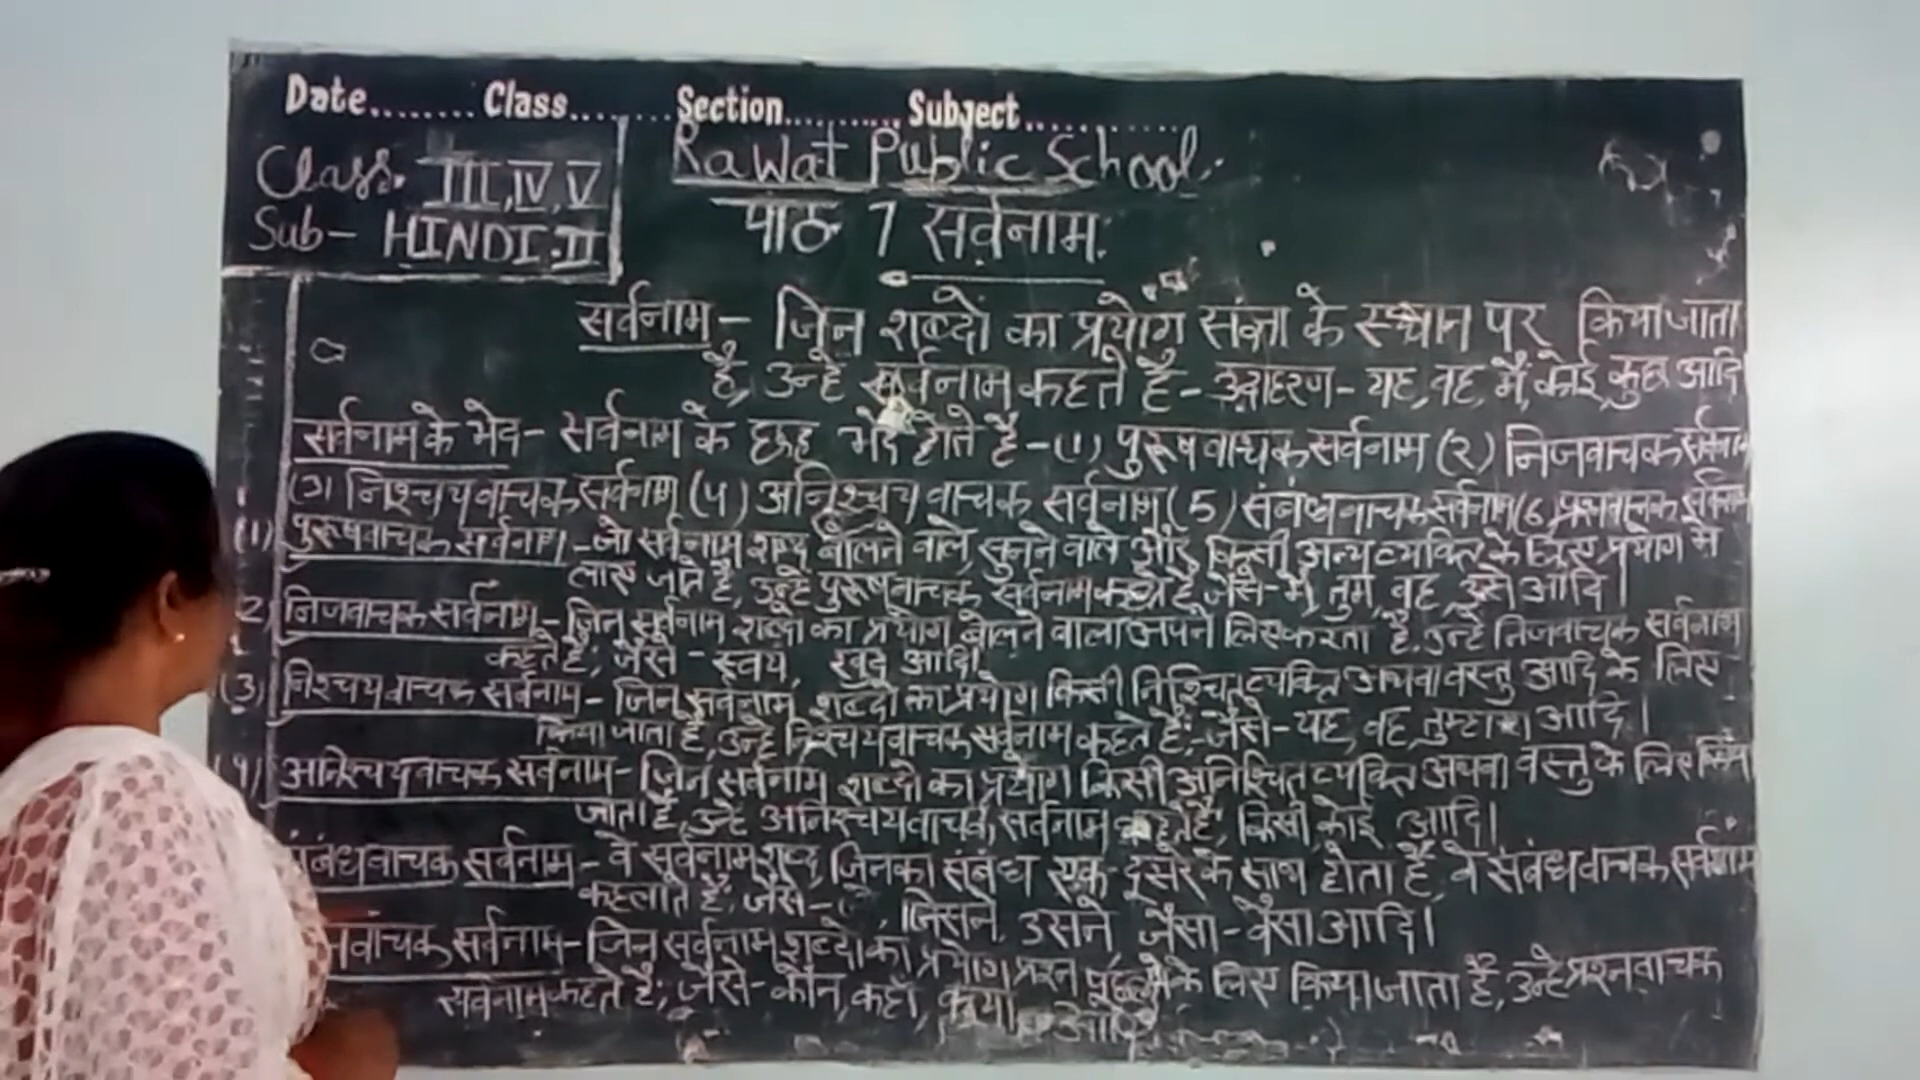 Date........ Class....... Section.......... Subject............
Class. III, IV, V
Sub- HINDI-II
Rawat Public School.
पाठ 7 सर्वनाम
सर्वनाम - जिन शब्दों का प्रयोग संज्ञा के स्थान पर किया जाता
है, उन्हें सर्वनाम कहते है - उदाहरण - यह, वह, मैं, कोई, कुछ आदि
सर्वनाम के भेद - सर्वनाम के छह भेद होते है - (1) पुरूषवाचक सर्वनाम (२) निजवाचक सर्वनाम
(3) निश्चयवाचक सर्वनाम (4) अनिश्चयवाचक सर्वनाम (5) संबंधवाचक सर्वनाम (6) प्रश्नवाचक सर्वनाम
(1) पुरूषवाचक सर्वनाम - जो सर्वनाम शब्द बोलने वाले, सुनने वाले और किसी अन्य व्यक्ति के लिए प्रयोग में
लाए जाते है, उन्हे पुरूषवाचक सर्वनाम कहते है जैसे - मैं, तुम, वह, उसे आदि।
2) निजवाचक सर्वनाम - जिन सर्वनाम शब्दो का प्रयोग बोलने वाला अपने लिए करता है. उन्हे निजवाचक सर्वनाम
कहते है; जैसे - स्वयं, खुद आदि।
(3) निश्चयवाचक सर्वनाम - जिन सर्वनाम शब्दो का प्रयोग किसी निश्चित व्यक्ति अथवा वस्तु आदि के लिए
किया जाता है, उन्हे निश्चयवाचक सर्वनाम कहते है;- जैसे - यह, वह, तुम्हारा आदि।
(4) अनिश्चयवाचक सर्वनाम - जिन सर्वनाम शब्दो का प्रयोग किसी अनिश्चित व्यक्ति अथवा वस्तु के लिए किया
जाता है, उन्हे अनिश्चयवाचक सर्वनाम कहते है, किसी कोई आदि।
संबंधवाचक सर्वनाम - वे सर्वनाम शब्द, जिनका संबंध एक-दूसरे के साथ होता है, वे संबंधवाचक सर्वनाम
कहलाते है; जैसे - जिसने, उसने, जैसा - वैसा आदि।
वाचक सर्वनाम - जिन सर्वनाम शब्दो का प्रयोग प्रश्न पूछने के लिए किया जाता है, उन्हे प्रश्नवाचक
सर्वनाम कहते है; जैसे - कौन, कहाँ, क्या आदि